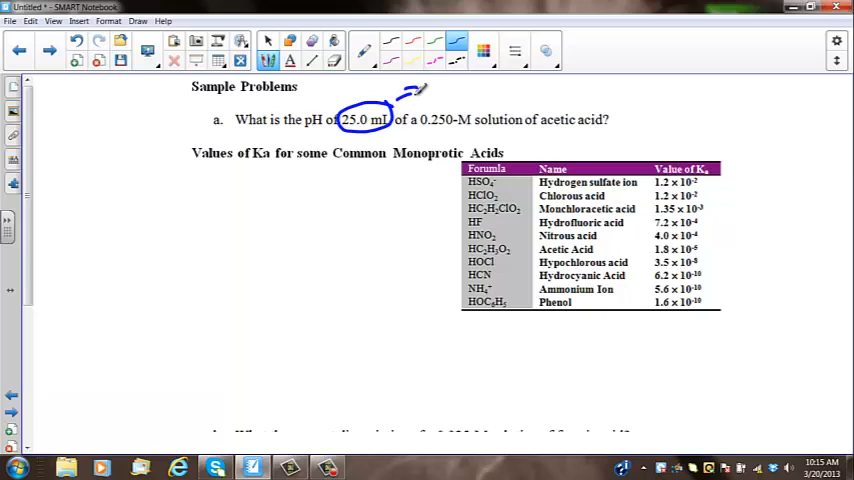 Untitled * - SMART Notebook
File Edit View Insert Format Draw Help
Sample Problems
a. What is the pH of 25.0 mL of a 0.250-M solution of acetic acid?
Values of Ka for some Common Monoprotic Acids
Forumla Name Value of Kₐ
HSO₄⁻ Hydrogen sulfate ion 1.2 x 10⁻²
HClO₂ Chlorous acid 1.2 x 10⁻²
HC₂H₂ClO₂ Monchloracetic acid 1.35 x 10⁻³
HF Hydrofluoric acid 7.2 x 10⁻⁴
HNO₂ Nitrous acid 4.0 x 10⁻⁴
HC₂H₃O₂ Acetic Acid 1.8 x 10⁻⁵
HOCl Hypochlorous acid 3.5 x 10⁻⁸
HCN Hydrocyanic Acid 6.2 x 10⁻¹⁰
NH₄⁺ Ammonium Ion 5.6 x 10⁻¹⁰
HOC₆H₅ Phenol 1.6 x 10⁻¹⁰
10:15 AM
3/20/2013